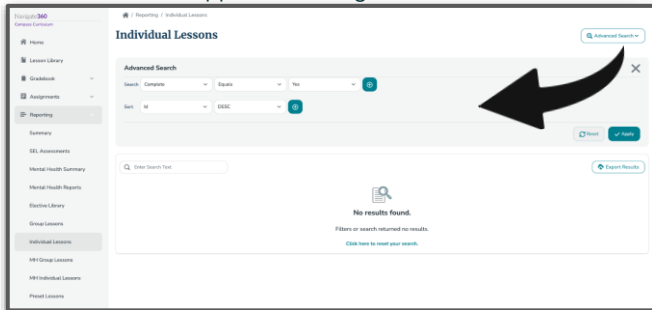 Navigate360
Compass Curriculum
Home
Lesson Library
Gradebook
Assignments
Reporting
Summary
SEL Assessments
Mental Health Summary
Mental Health Reports
Elective Library
Group Lessons
Individual Lessons
MH Group Lessons
MH Individual Lessons
Preset Lessons
/ Reporting / Individual Lessons
Individual Lessons
Advanced Search
Advanced Search
Search Complete Equals Yes
Sort Id DESC
Reset Apply
Enter Search Text
Export Results
No results found.
Filters or search returned no results.
Click here to reset your search.